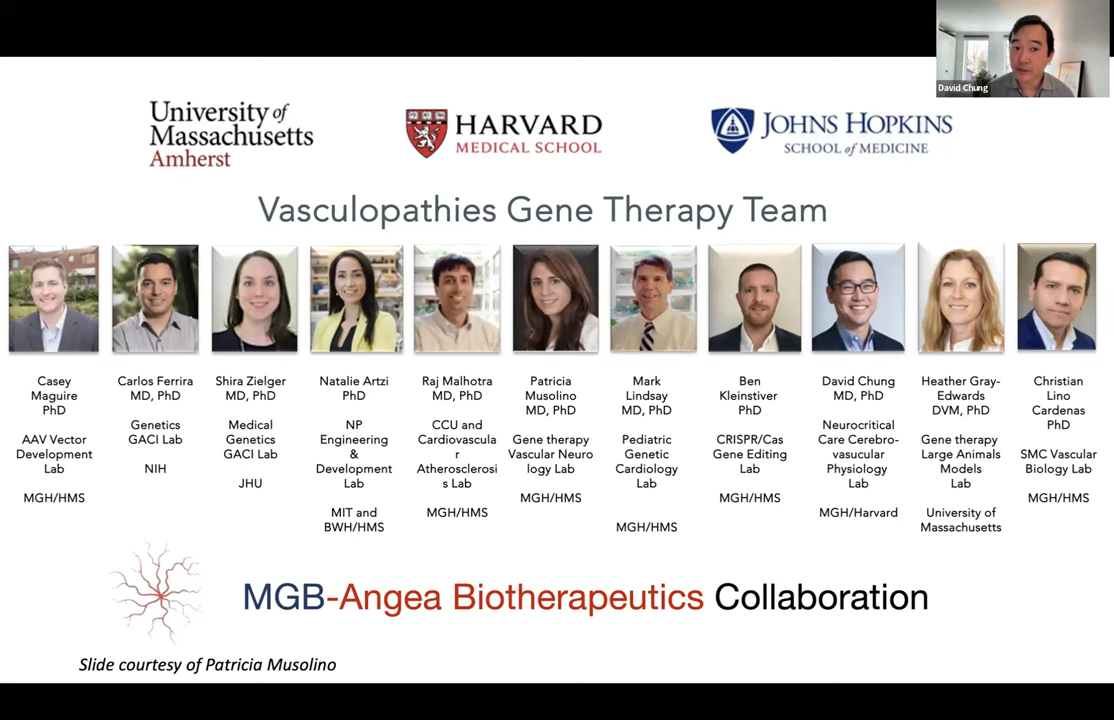 David Chung
University of
Massachusetts
Amherst
HARVARD
MEDICAL SCHOOL
JOHNS HOPKINS
SCHOOL of MEDICINE
Vasculopathies Gene Therapy Team
Casey
Maguire
PhD
AAV Vector
Development
Lab
MGH/HMS
Carlos Ferrira
MD, PhD
Genetics
GACI Lab
NIH
Shira Zielger
MD, PhD
Medical
Genetics
GACI Lab
JHU
Natalie Artzi
PhD
NP
Engineering
&
Development
Lab
MIT and
BWH/HMS
Raj Malhotra
MD, PhD
CCU and
Cardiovascula
r
Atherosclerosi
s Lab
MGH/HMS
Patricia
Musolino
MD, PhD
Gene therapy
Vascular Neuro
logy Lab
MGH/HMS
Mark
Lindsay
MD, PhD
Pediatric
Genetic
Cardiology
Lab
MGH/HMS
Ben
Kleinstiver
PhD
CRISPR/Cas
Gene Editing
Lab
MGH/HMS
David Chung
MD, PhD
Neurocritical
Care Cerebro-
vasucular
Physiology
Lab
MGH/Harvard
Heather Gray-
Edwards
DVM, PhD
Gene therapy
Large Animals
Models
Lab
University of
Massachusetts
Christian
Lino
Cardenas
PhD
SMC Vascular
Biology Lab
MGH/HMS
MGB-Angea Biotherapeutics Collaboration
Slide courtesy of Patricia Musolino